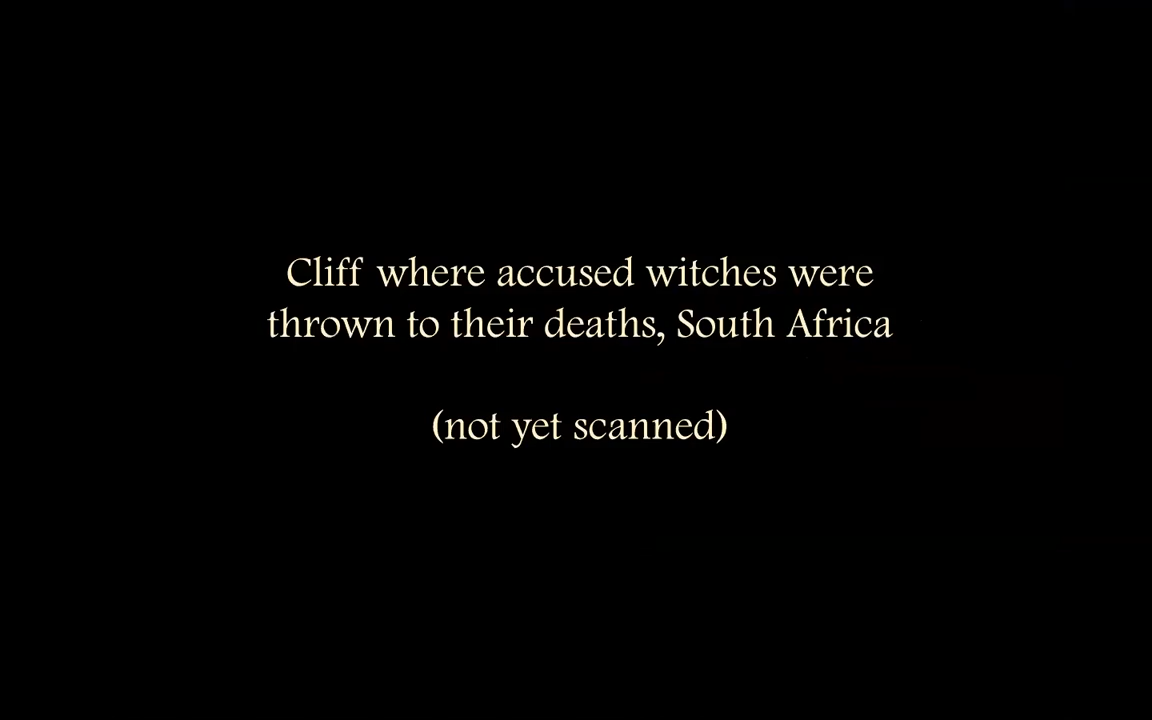 Cliff where accused witches were
thrown to their deaths, South Africa
(not yet scanned)